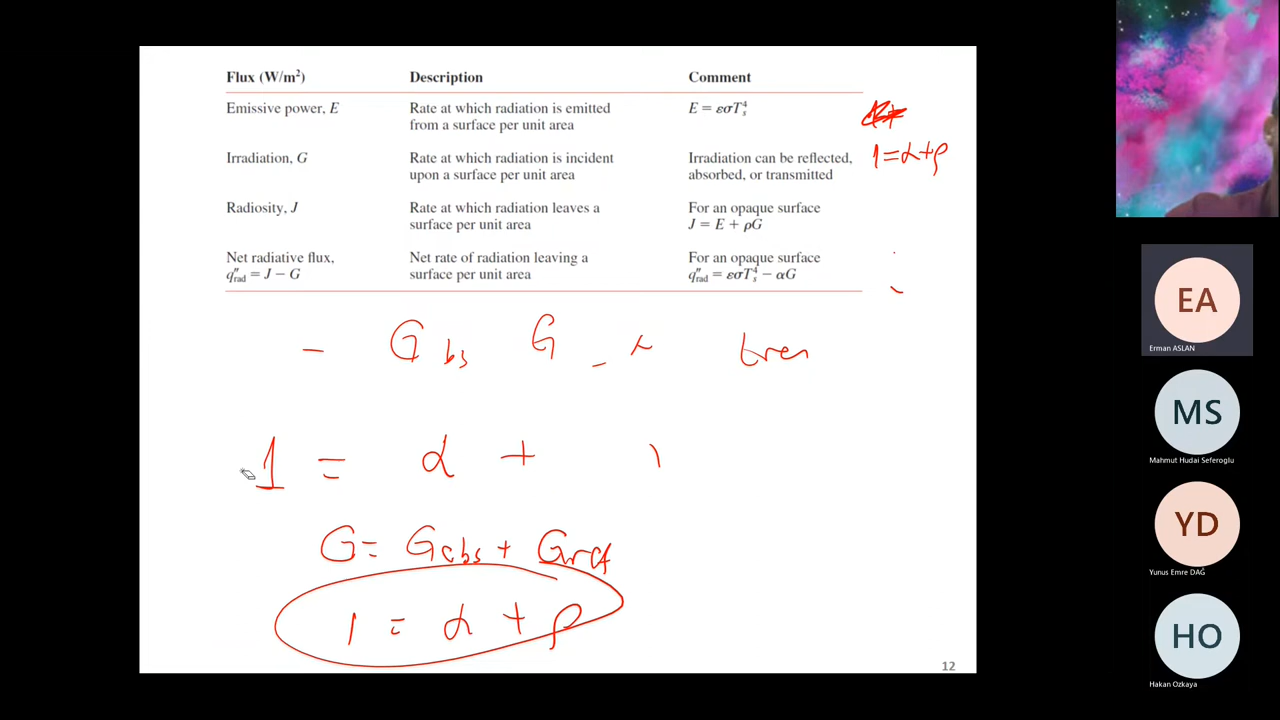 Flux (W/m²) Description Comment
Emissive power, E Rate at which radiation is emitted E = εσT⁴ₛ
from a surface per unit area
1=α+ρ
Irradiation, G Rate at which radiation is incident Irradiation can be reflected,
upon a surface per unit area absorbed, or transmitted
Radiosity, J Rate at which radiation leaves a For an opaque surface
surface per unit area J = E + ρG
Net radiative flux, Net rate of radiation leaving a For an opaque surface
q″rad = J − G surface per unit area q″rad = εσT⁴ₛ − αG
G bs G
1 = α +
G = Gabs + Gref
1 = α + ρ
12
EA
Erman ASLAN
MS
Mahmut Hudai Seferoglu
YD
Yunus Emre DAĞ
HO
Hakan Ozkaya